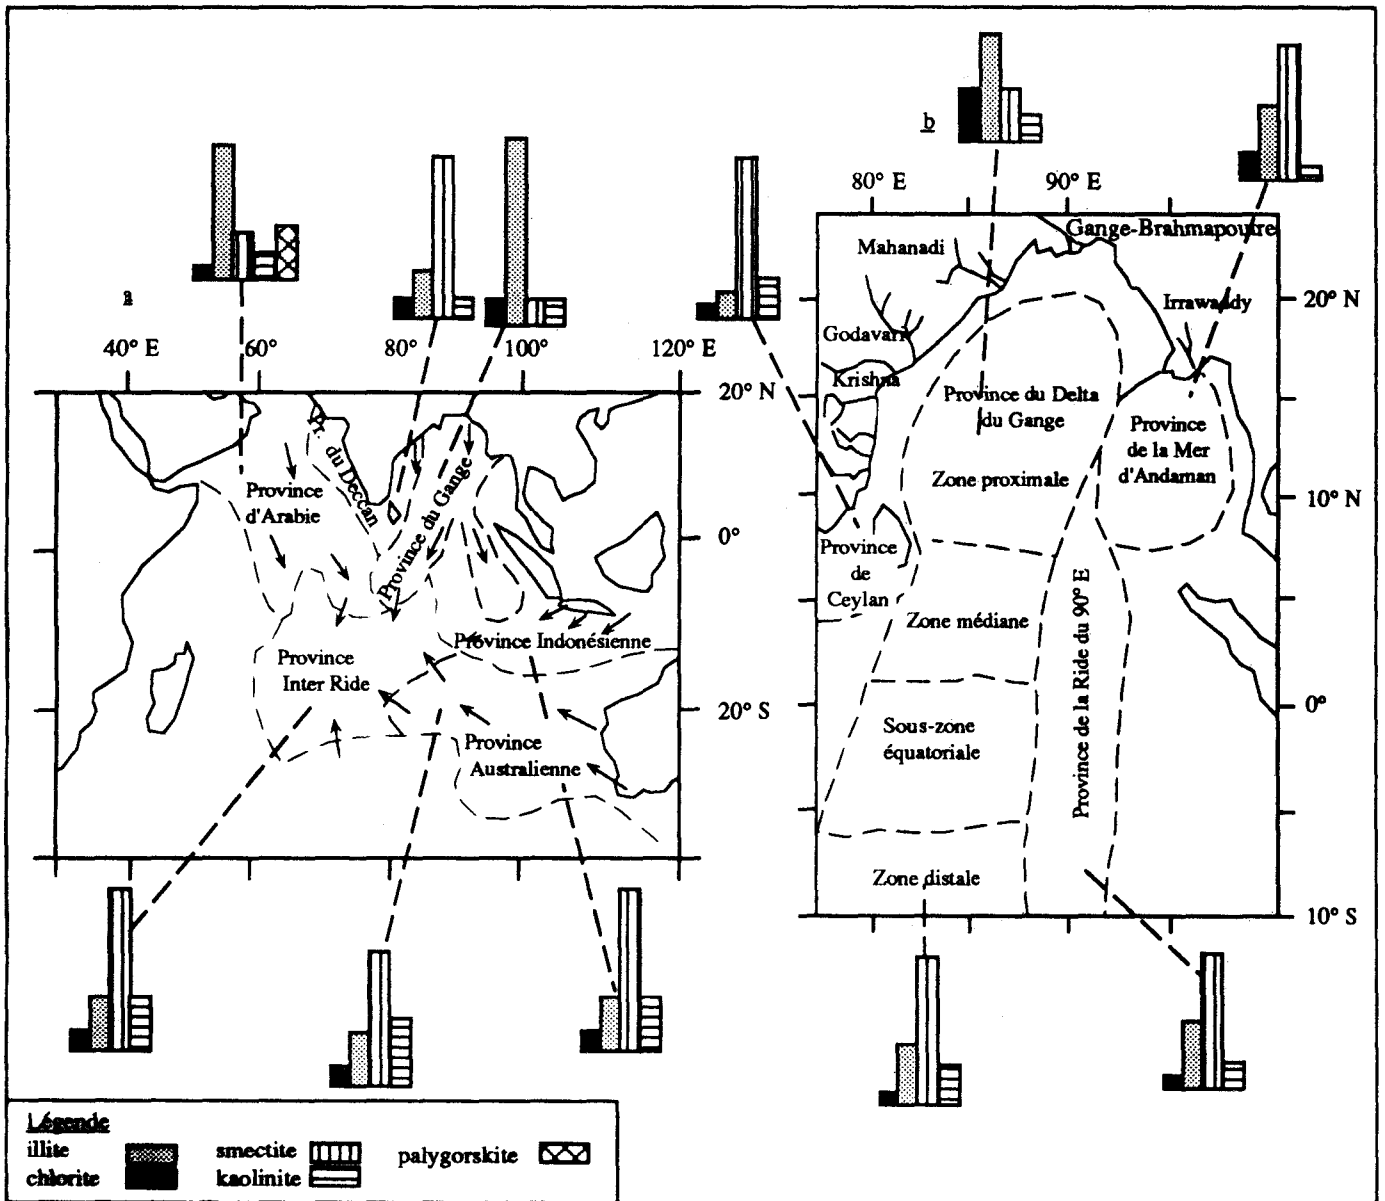 b
80° E
90° E
Gange-Brahmapoutre
Mahanadi
Irrawaddy
20° N
Godavari
Krishna
Province du Delta
du Gange
Province
de la Mer
d'Andaman
Zone proximale
10° N
Province
de
Ceylan
Zone médiane
Province de la Ride du 90° E
0°
Sous-zone
équatoriale
Zone distale
10° S
a
40° E
60°
80°
100°
120° E
20° N
Pr. du Deccan
Province
d'Arabie
Province du Gange
0°
Province Indonésienne
Province
Inter Ride
20° S
Province
Australienne
Légende
illite
smectite
palygorskite
chlorite
kaolinite